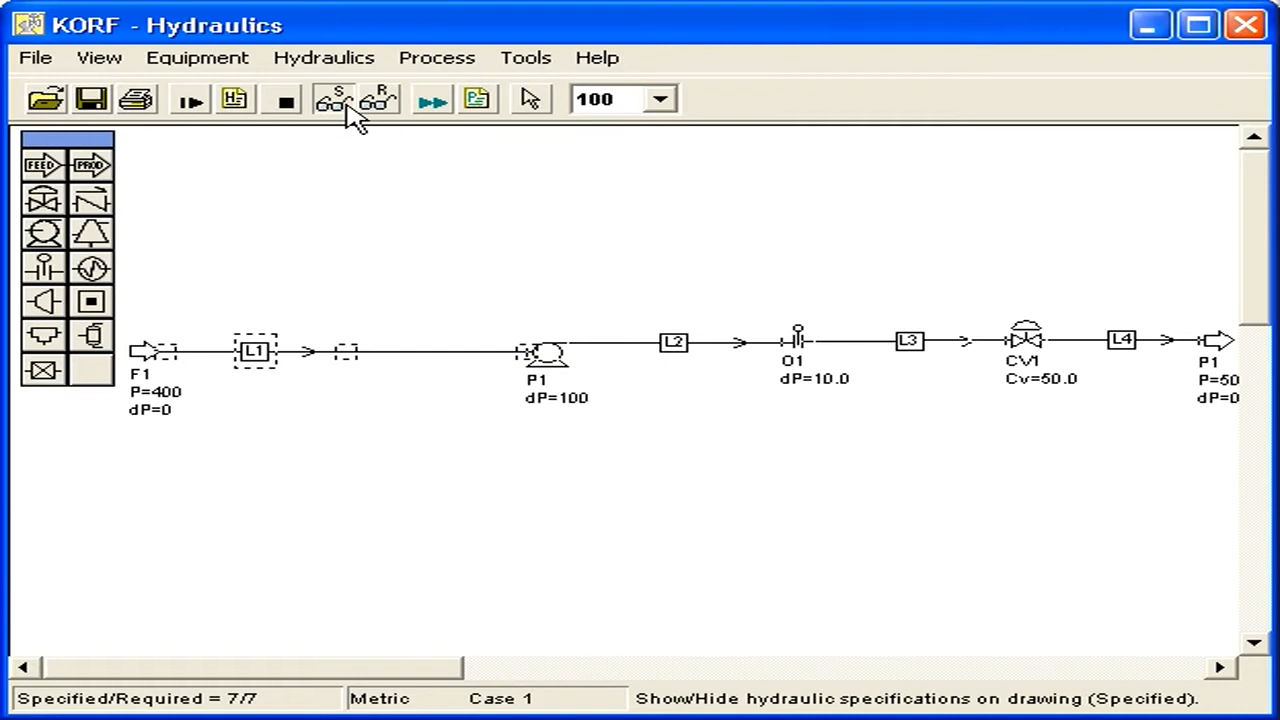 KORF - Hydraulics
File View Equipment Hydraulics Process Tools Help
H S R P 100
FEED PROD
L1 L2 L3 L4
F1
P=400
dP=0
P1
dP=100
O1
dP=10.0
CV1
Cv=50.0
P1
P=50
dP=0
Specified/Required = 7/7 Metric Case 1 Show/Hide hydraulic specifications on drawing (Specified).